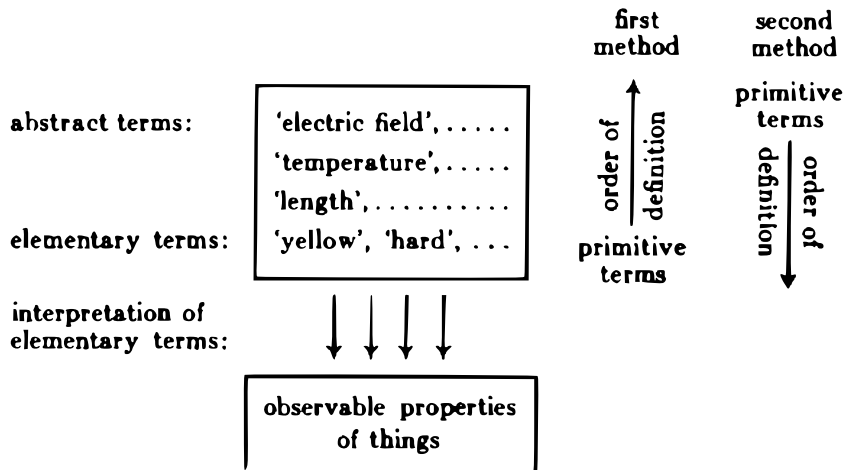 first method
second method
abstract terms:
'electric field', . . . . .
'temperature', . . . . .
'length', . . . . . . . . . .
elementary terms:
'yellow', 'hard', . . .
order of
definition
primitive
terms
primitive
terms
order of
definition
interpretation of
elementary terms:
observable properties
of things